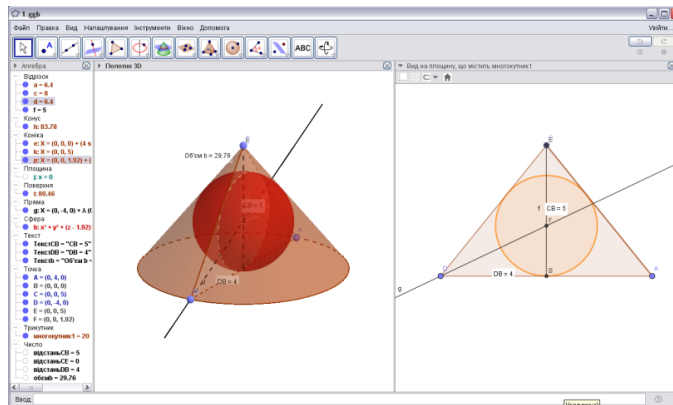 1.ggb
Файл Правка Вид Налаштування Інструменти Вікно Допомога
Увійти...
ABC
Алгебра
Полотно 3D
Вид на площину, що містить многокутник1
Відрізок
a = 6.4
c = 8
d = 6.4
f = 5
Конус
h: 83.78
Коніка
e: X = (0, 0, 0) + (4 s
k: X = (0, 0, 5)
p: X = (0, 0, 1.92) + (
Площина
j: x = 0
Поверхня
i: 80.46
Пряма
g: X = (0, -4, 0) + λ (0
Сфера
b: x² + y² + (z - 1.92)
Текст
ТекстCB = "CB = 5"
ТекстDB = "DB = 4"
Текстb = "Об'єм b =
Точка
A = (0, 4, 0)
B = (0, 0, 0)
C = (0, 0, 5)
D = (0, -4, 0)
E = (0, 0, 5)
F = (0, 0, 1.92)
Трикутник
многокутник1 = 20
Число
відстаньCB = 5
відстаньCE = 0
відстаньDB = 4
обємb = 29.76
Об'єм b = 29.76
E
CB = 5
A
DB = 4
E
f CB = 5
F
D
DB = 4
B
A
g
Ввод: